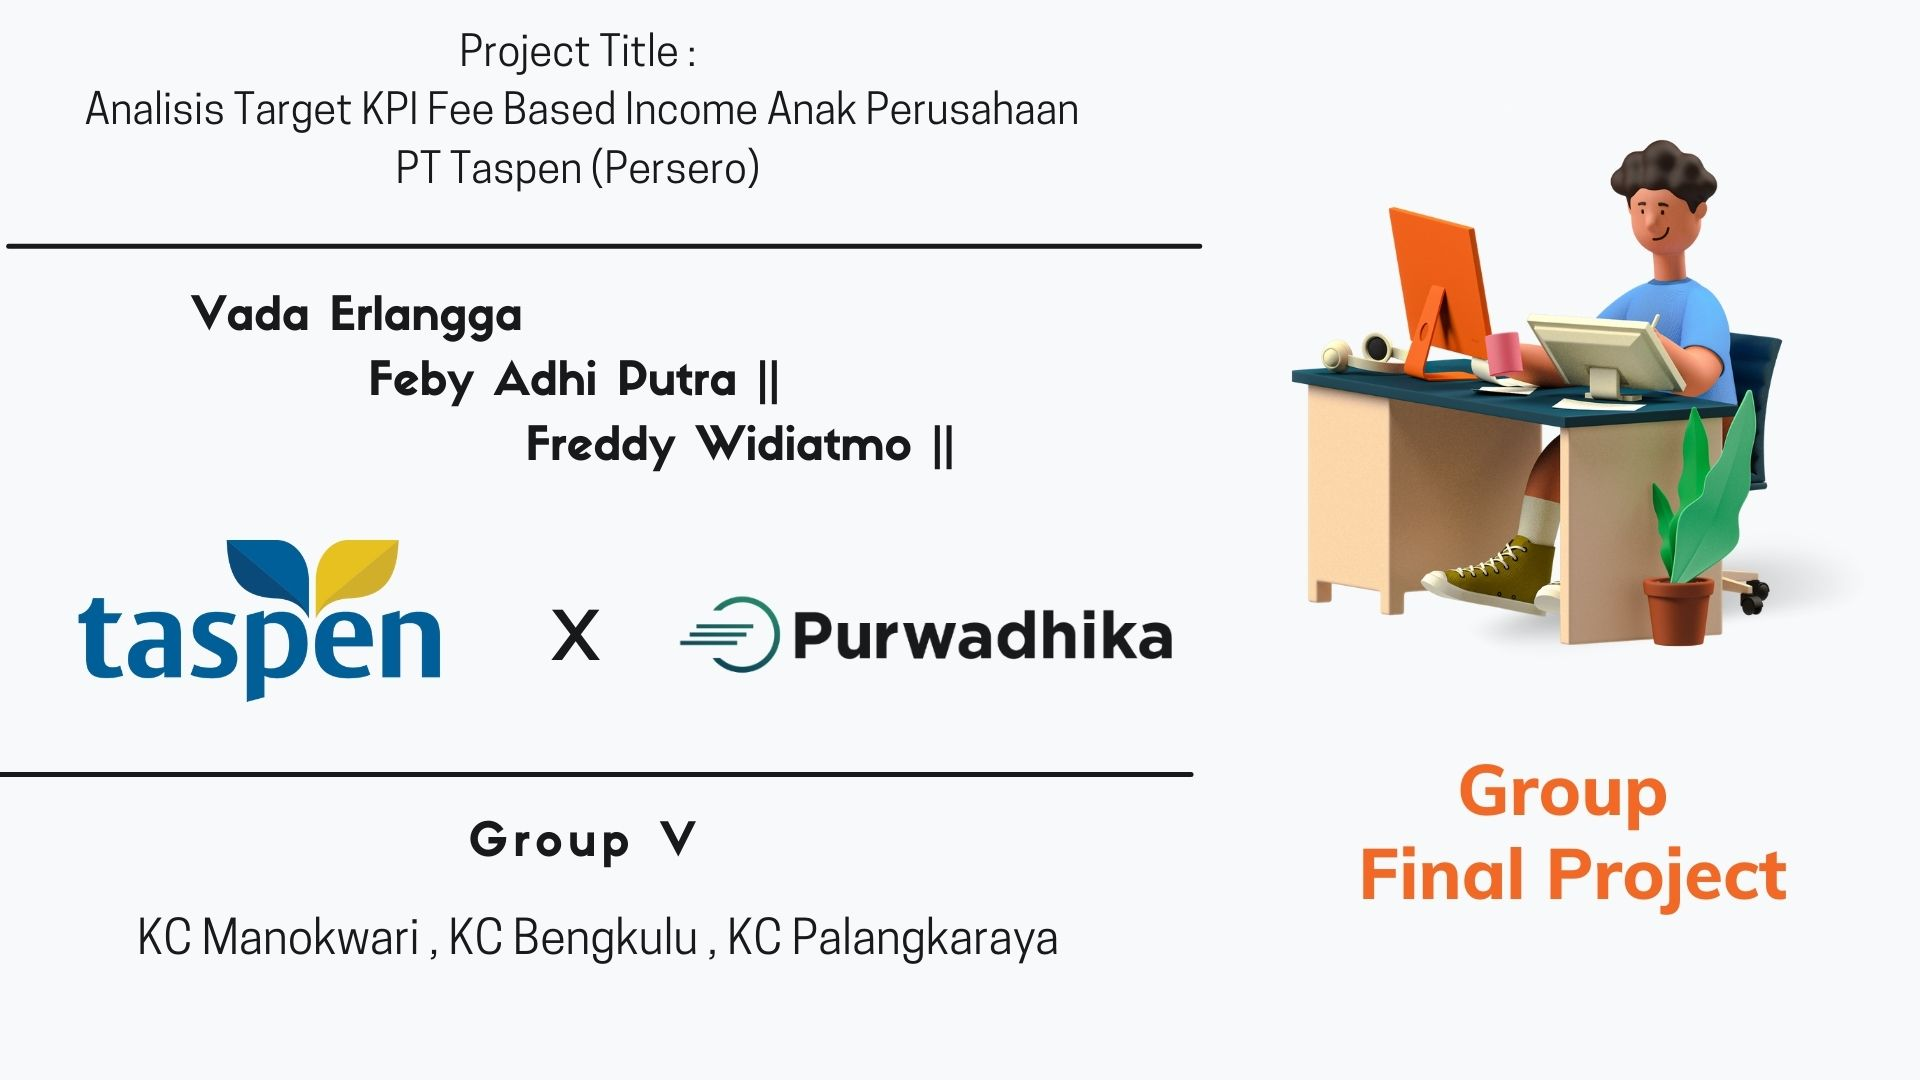 Project Title :
Analisis Target KPI Fee Based Income Anak Perusahaan
PT Taspen (Persero)
Vada Erlangga
Feby Adhi Putra ||
Freddy Widiatmo ||
taspen X Purwadhika
Group V
KC Manokwari , KC Bengkulu , KC Palangkaraya
Group
Final Project